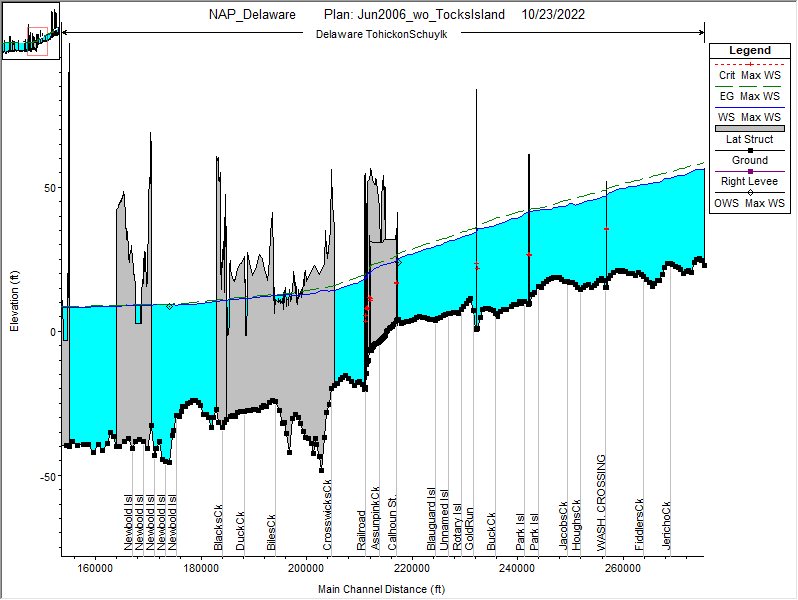 NAP_Delaware Plan: Jun2006_wo_TocksIsland 10/23/2022
Delaware TohickonSchuylk
Legend
Crit Max WS
EG Max WS
WS Max WS
Lat Struct
Ground
Right Levee
OWS Max WS
Elevation (ft)
50
0
-50
Newbold Isl
Newbold Isl
Newbold Isl
Newbold Isl
Newbold Isl
BlacksCk
DuckCk
BilesCk
CrosswicksCk
Railroad
AssunpinkCk
Calhoun St.
Blauguard Isl
Unnamed Isl
Rotary Isl
GoldRun
BuckCk
Park Isl
Park Isl
JacobsCk
HoughsCk
WASH_CROSSING
FiddlersCk
JerichoCk
160000
180000
200000
220000
240000
260000
Main Channel Distance (ft)